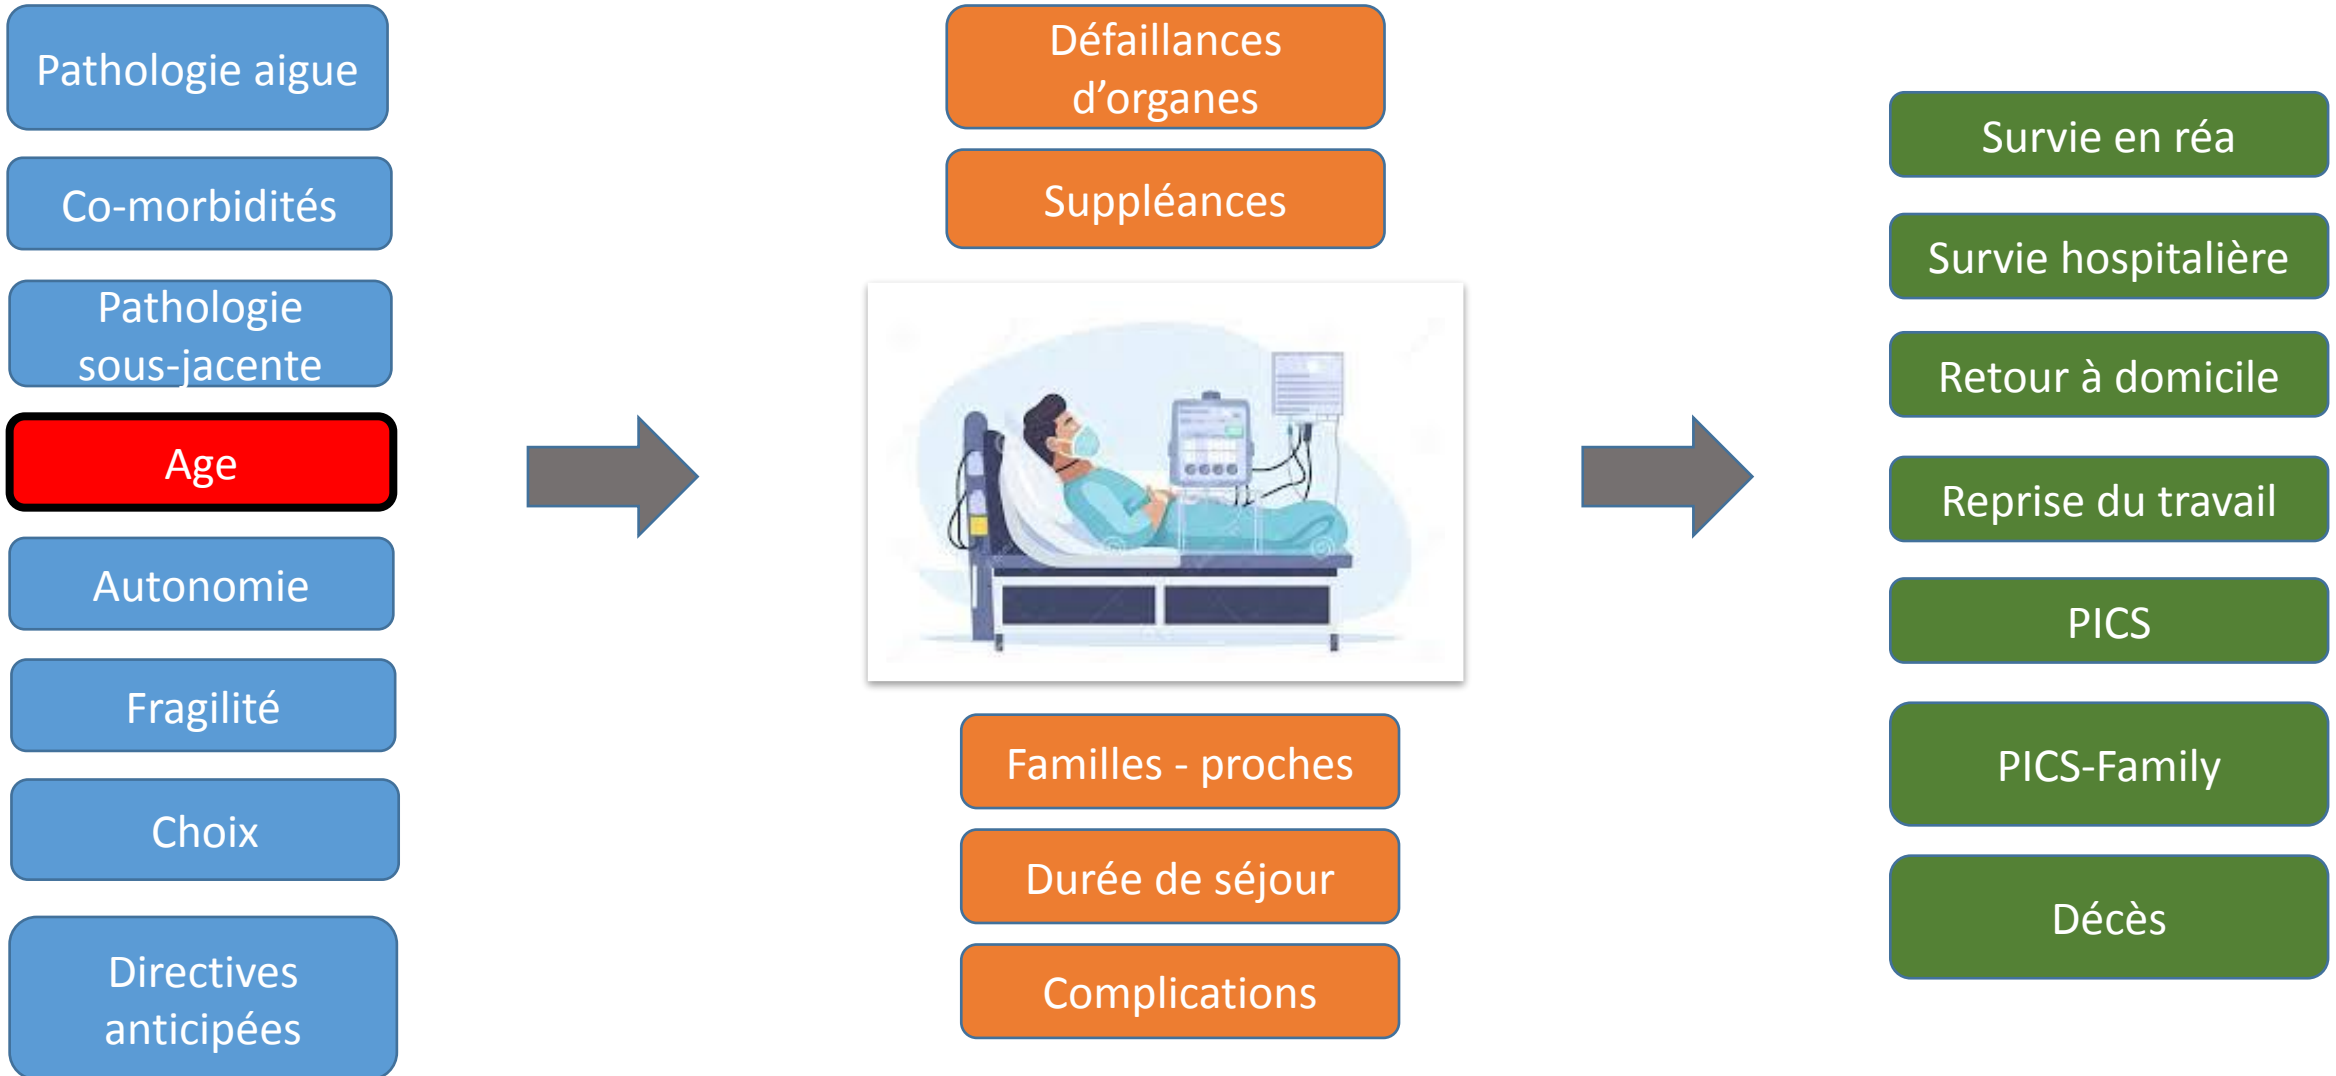 Pathologie aigue
Co-morbidités
Pathologie
sous-jacente
Age
Autonomie
Fragilité
Choix
Directives
anticipées
Défaillances
d’organes
Suppléances
Familles - proches
Durée de séjour
Complications
Survie en réa
Survie hospitalière
Retour à domicile
Reprise du travail
PICS
PICS-Family
Décès